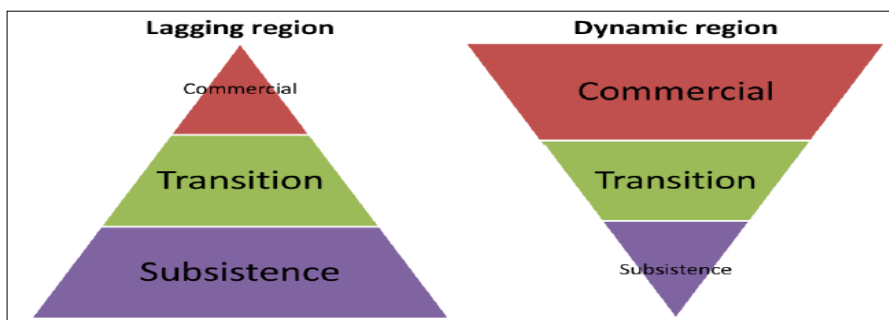 Lagging region
Commercial
Transition
Subsistence
Dynamic region
Commercial
Transition
Subsistence